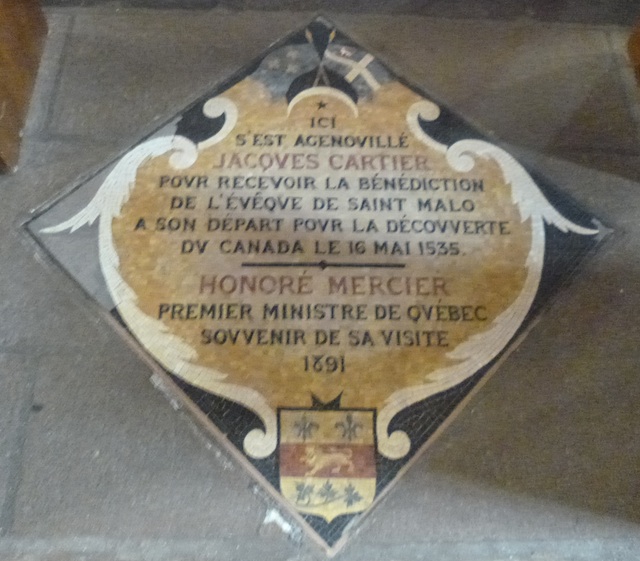 ICI
S'EST AGENOVILLÉ
JACQVES CARTIER
POVR RECEVOIR LA BÉNÉDICTION
DE L'ÉVÊQVE DE SAINT MALO
A SON DÉPART POVR LA DÉCOVVERTE
DV CANADA LE 16 MAI 1535.
HONORÉ MERCIER
PREMIER MINISTRE DE QVÉBEC
SOVVENIR DE SA VISITE
1891